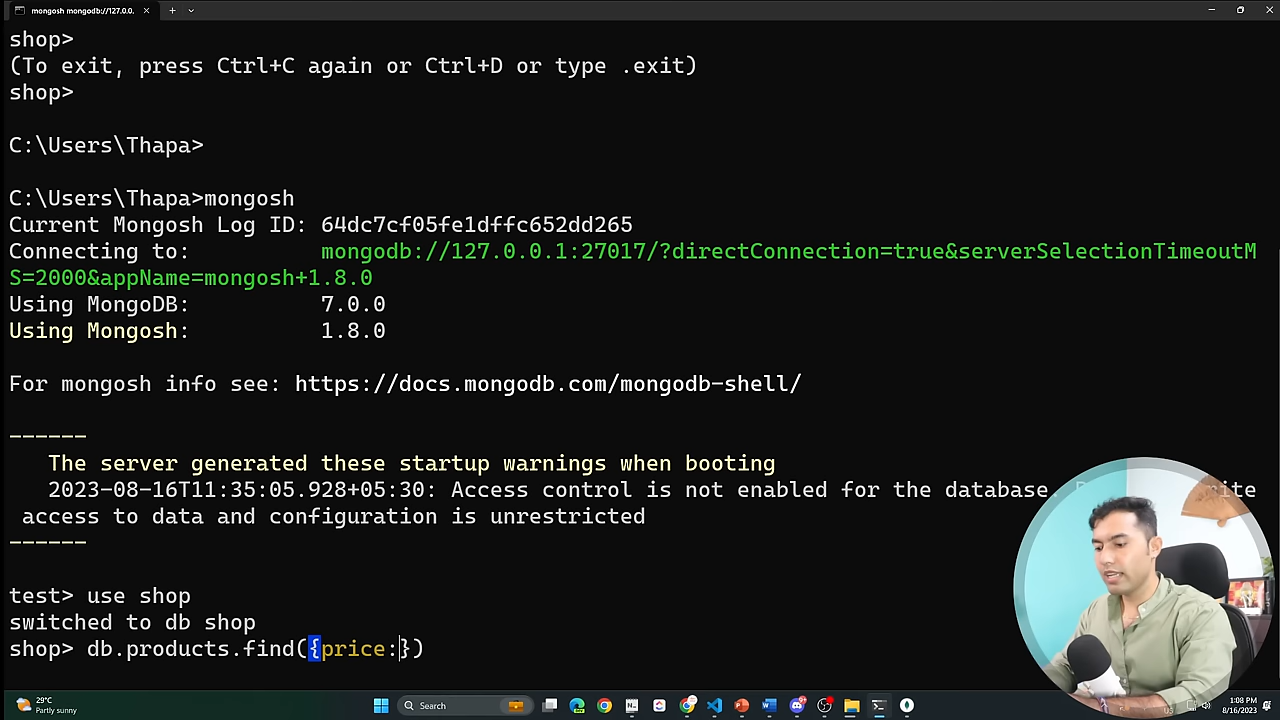 mongosh mongodb://127.0.0.
shop>
(To exit, press Ctrl+C again or Ctrl+D or type .exit)
shop>
C:\Users\Thapa>
C:\Users\Thapa>mongosh
Current Mongosh Log ID: 64dc7cf05fe1dffc652dd265
Connecting to: mongodb://127.0.0.1:27017/?directConnection=true&serverSelectionTimeoutM
S=2000&appName=mongosh+1.8.0
Using MongoDB: 7.0.0
Using Mongosh: 1.8.0
For mongosh info see: https://docs.mongodb.com/mongodb-shell/
------
The server generated these startup warnings when booting
2023-08-16T11:35:05.928+05:30: Access control is not enabled for the database.
access to data and configuration is unrestricted
------
test> use shop
switched to db shop
shop> db.products.find({price:})
29°C
Partly sunny
Search
1:08 PM
8/16/2023